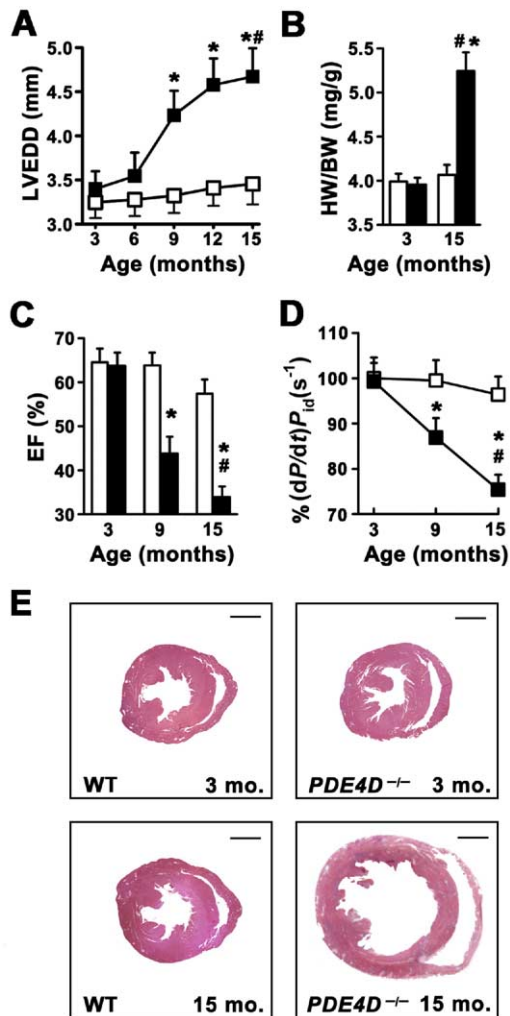 A
LVEDD (mm)
5.0
4.5
4.0
3.5
3.0
*
*
*#
3 6 9 12 15
Age (months)
B
HW/BW (mg/g)
5.5
5.0
4.5
4.0
3.5
#*
3 15
Age (months)
C
EF (%)
70
60
50
40
30
*
*
#
3 9 15
Age (months)
D
%(dP/dt)Pid(s-1)
110
100
90
80
70
*
*
#
3 9 15
Age (months)
E
WT 3 mo.
PDE4D−/− 3 mo.
WT 15 mo.
PDE4D−/− 15 mo.